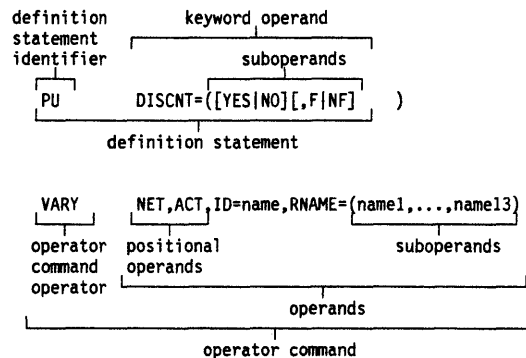 definition keyword operand
statement
identifier suboperands
PU DISCNT=([YES|NO][,F|NF] )
definition statement
VARY NET,ACT,ID=name,RNAME=(name1,...,name13)
operator positional suboperands
command operands
operator
operands
operator command